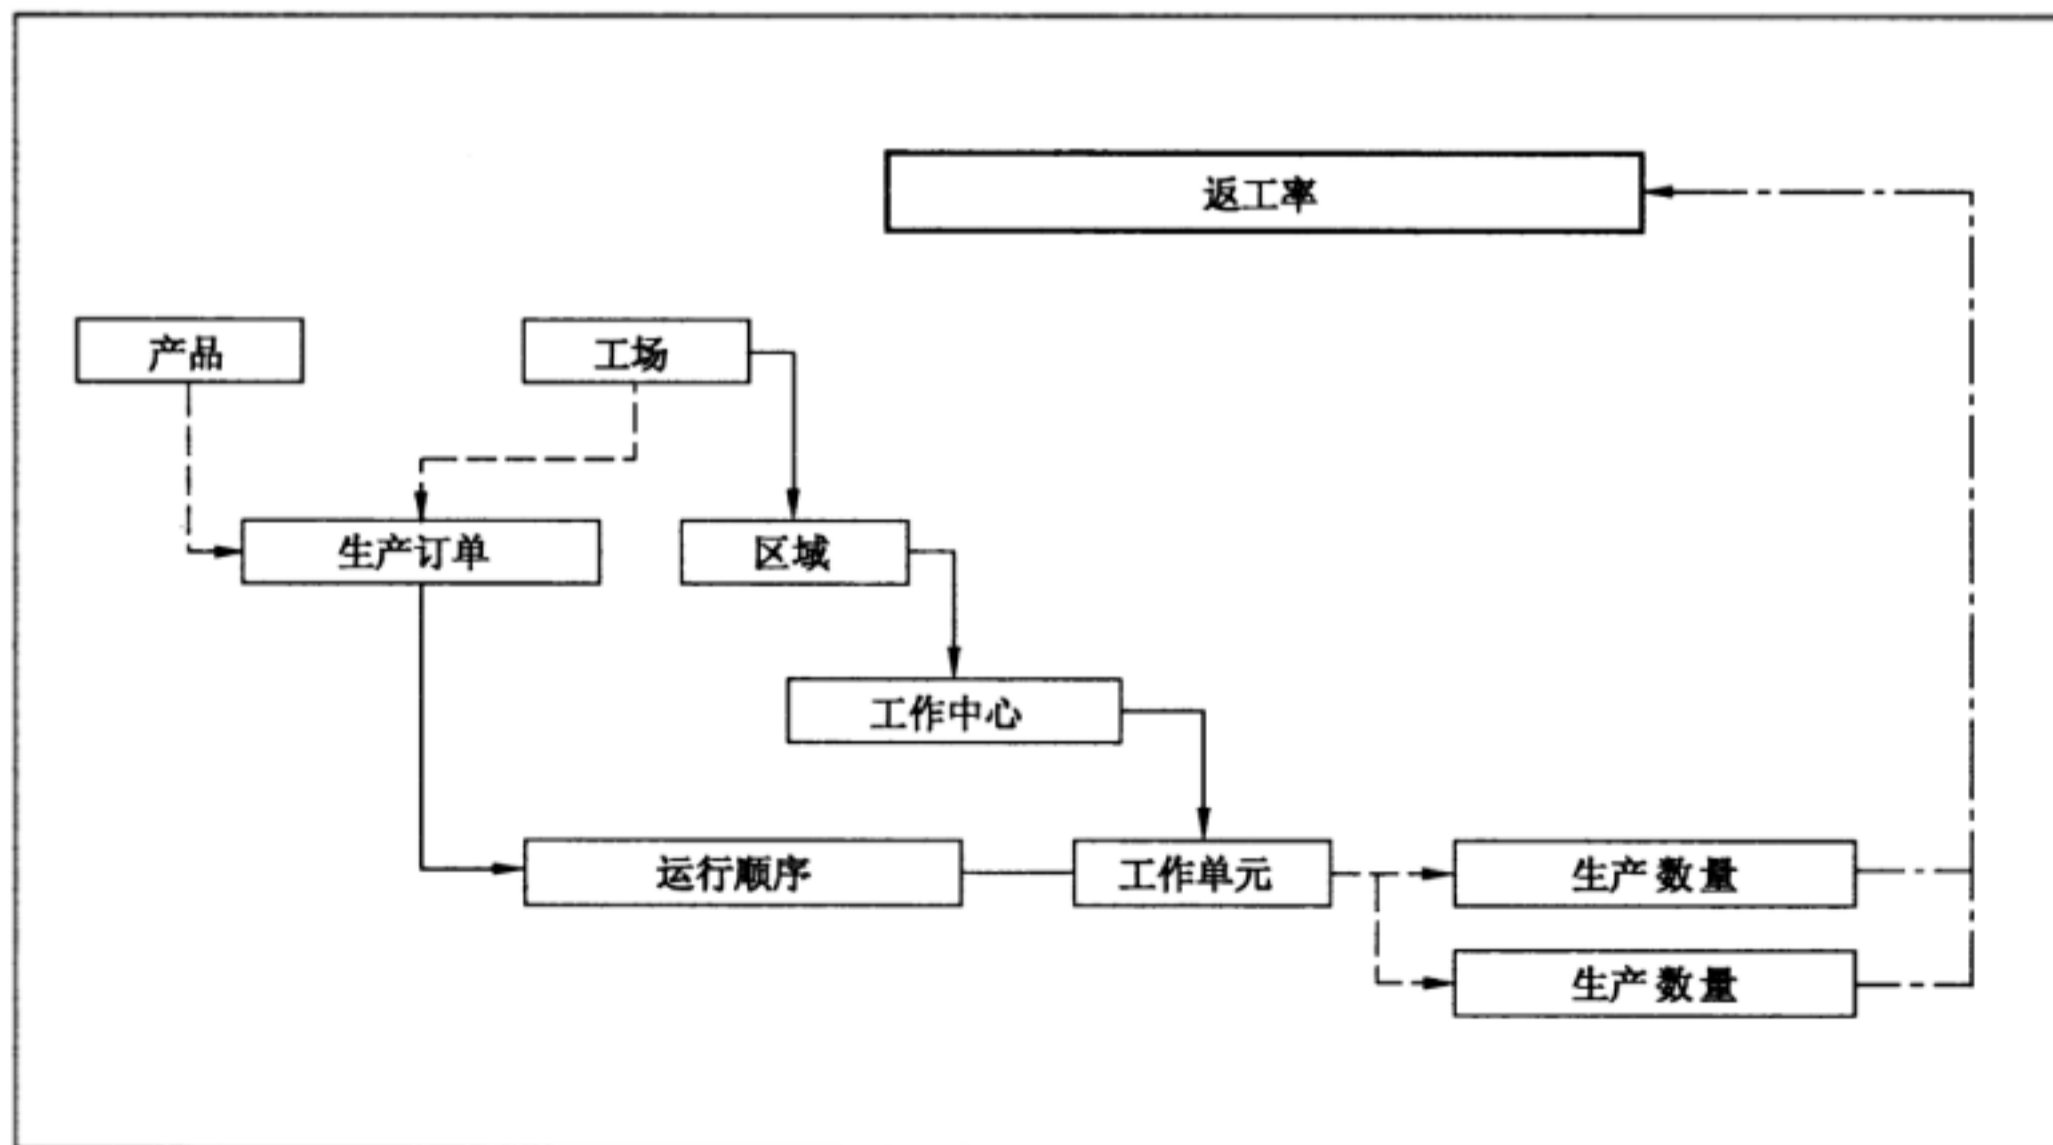 返工率
产品
工场
生产订单
区域
工作中心
运行顺序
工作单元
生产数量
生产数量